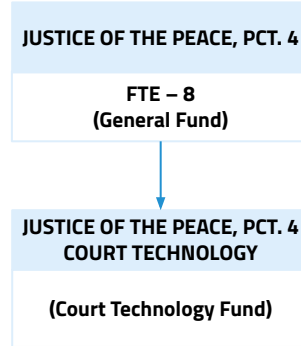 JUSTICE OF THE PEACE, PCT. 4
FTE – 8
(General Fund)
JUSTICE OF THE PEACE, PCT. 4
COURT TECHNOLOGY
(Court Technology Fund)